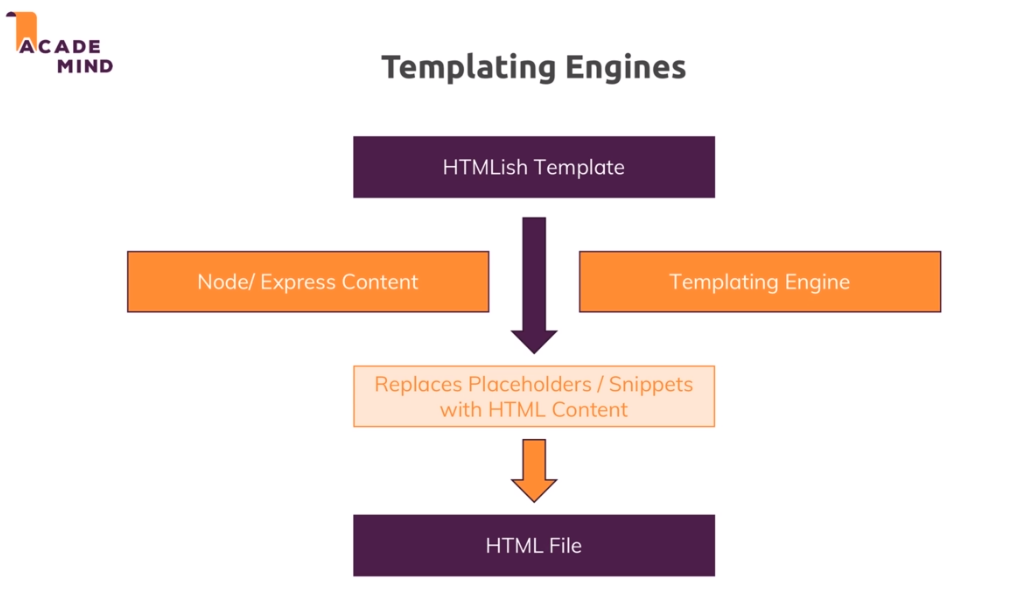 ACADE
MIND
Templating Engines
HTMLish Template
Node/ Express Content
Templating Engine
Replaces Placeholders / Snippets
with HTML Content
HTML File